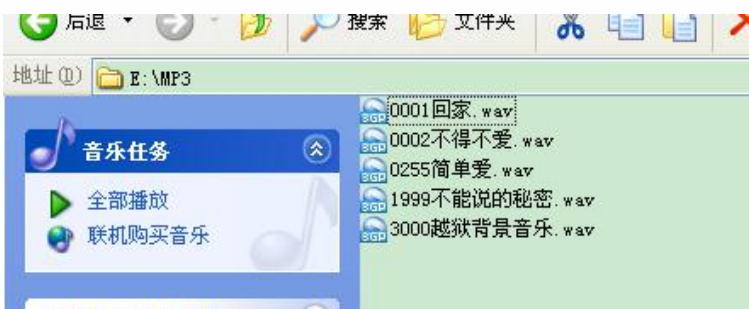 后退 搜索 文件夹
地址(D) E:\MP3
音乐任务
全部播放
联机购买音乐
0001回家.wav
0002不得不爱.wav
0255简单爱.wav
1999不能说的秘密.wav
3000越狱背景音乐.wav